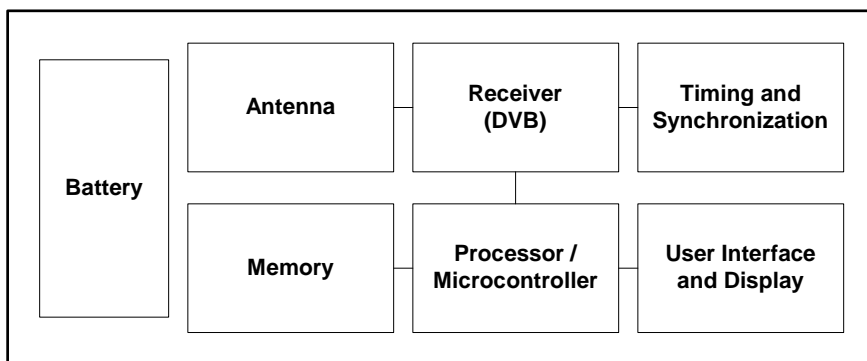 Battery
Antenna
Receiver
(DVB)
Timing and
Synchronization
Memory
Processor /
Microcontroller
User Interface
and Display